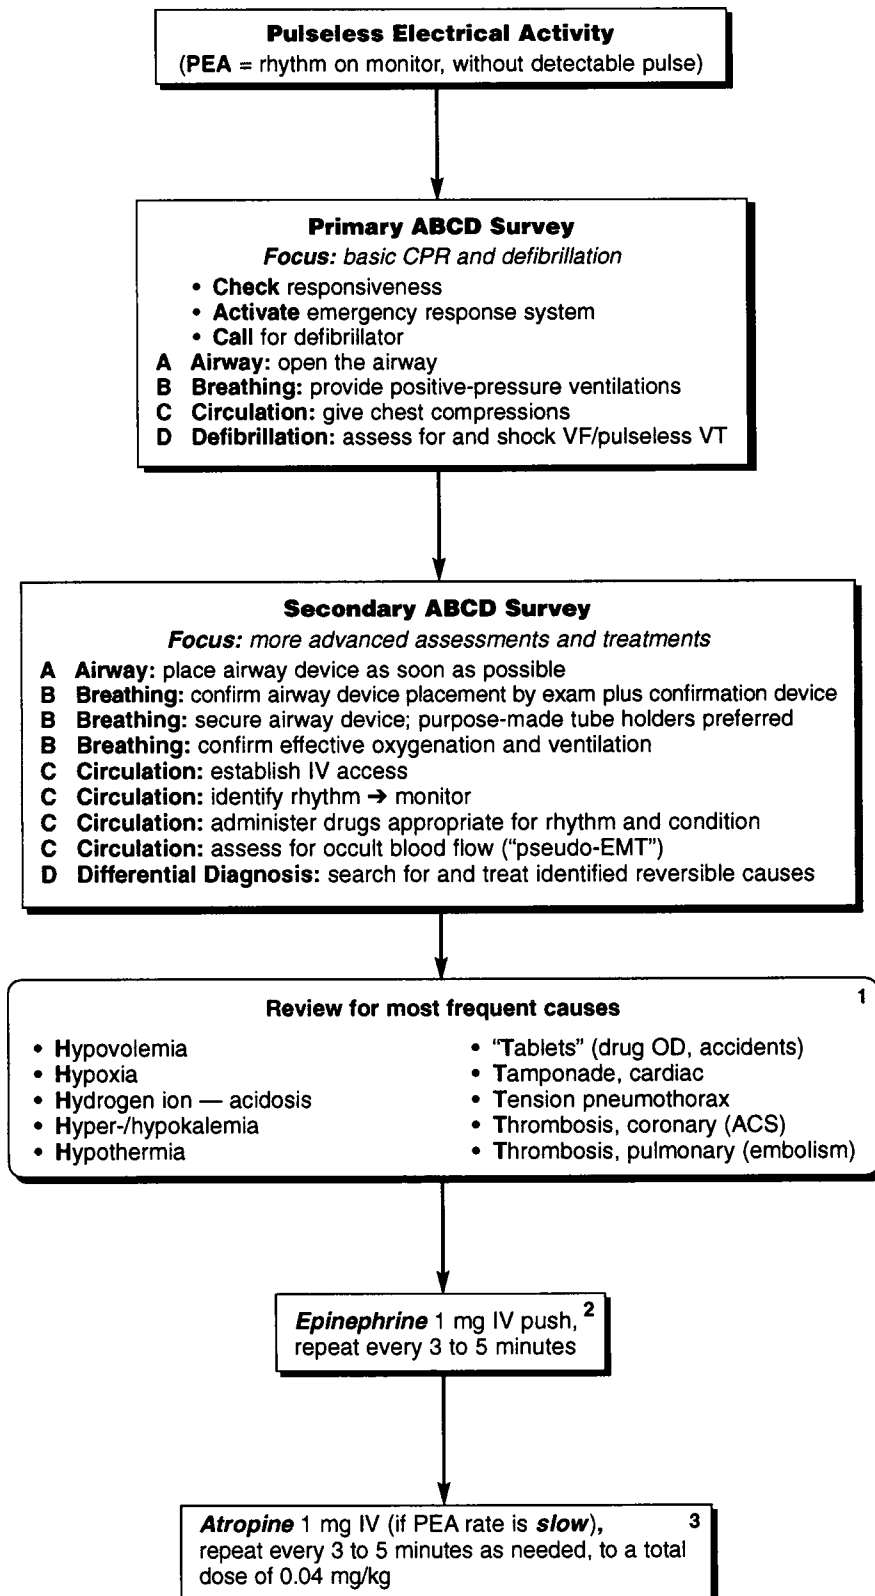 Pulseless Electrical Activity
(PEA = rhythm on monitor, without detectable pulse)
Primary ABCD Survey
Focus: basic CPR and defibrillation
• Check responsiveness
• Activate emergency response system
• Call for defibrillator
A Airway: open the airway
B Breathing: provide positive-pressure ventilations
C Circulation: give chest compressions
D Defibrillation: assess for and shock VF/pulseless VT
Secondary ABCD Survey
Focus: more advanced assessments and treatments
A Airway: place airway device as soon as possible
B Breathing: confirm airway device placement by exam plus confirmation device
B Breathing: secure airway device; purpose-made tube holders preferred
B Breathing: confirm effective oxygenation and ventilation
C Circulation: establish IV access
C Circulation: identify rhythm → monitor
C Circulation: administer drugs appropriate for rhythm and condition
C Circulation: assess for occult blood flow (“pseudo-EMT”)
D Differential Diagnosis: search for and treat identified reversible causes
Review for most frequent causes 1
• Hypovolemia
• Hypoxia
• Hydrogen ion — acidosis
• Hyper-/hypokalemia
• Hypothermia
• “Tablets” (drug OD, accidents)
• Tamponade, cardiac
• Tension pneumothorax
• Thrombosis, coronary (ACS)
• Thrombosis, pulmonary (embolism)
Epinephrine 1 mg IV push, 2
repeat every 3 to 5 minutes
Atropine 1 mg IV (if PEA rate is slow), 3
repeat every 3 to 5 minutes as needed, to a total
dose of 0.04 mg/kg